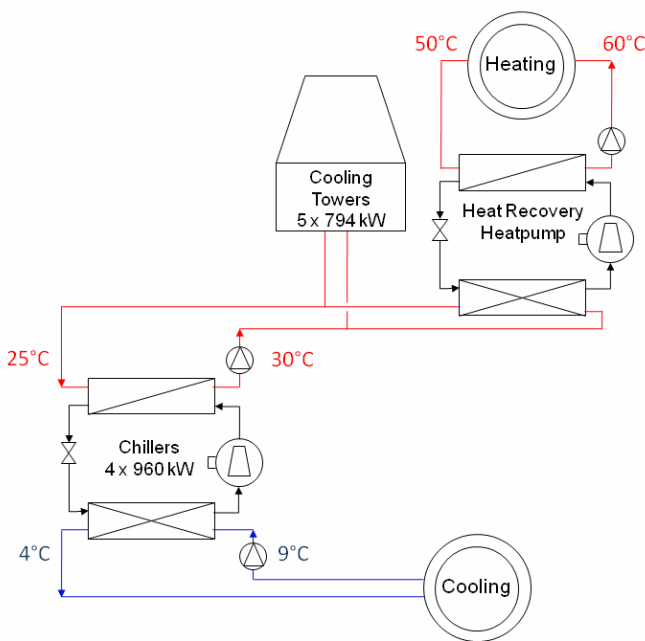 50°C
60°C
Heating
Cooling
Towers
5 x 794 kW
Heat Recovery
Heatpump
25°C
30°C
Chillers
4 x 960 kW
4°C
9°C
Cooling